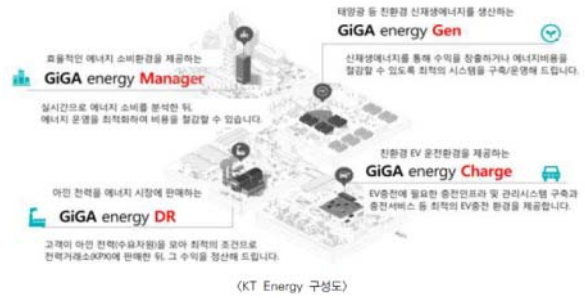 태양광 등 친환경 신재생에너지를 생산하는
GiGA energy Gen
신재생에너지를 통해 수익을 창출하거나 에너지비용을
절감할 수 있도록 최적의 시스템을 구축/운영해 드립니다.
효율적인 에너지 소비환경을 제공하는
GiGA energy Manager
실시간으로 에너지 소비를 분석한 뒤,
에너지 운영을 최적화하여 비용을 절감할 수 있습니다.
친환경 EV 운전환경을 제공하는
GiGA energy Charge
EV충전에 필요한 충전인프라 및 관리시스템 구축과
충전서비스 등 최적의 EV충전 환경을 제공합니다.
아낀 전력을 에너지 시장에 판매하는
GiGA energy DR
고객이 아낀 전력(수요자원)을 모아 최적의 조건으로
전력거래소(KPX)에 판매한 뒤, 그 수익을 정산해 드립니다.
〈KT Energy 구성도〉